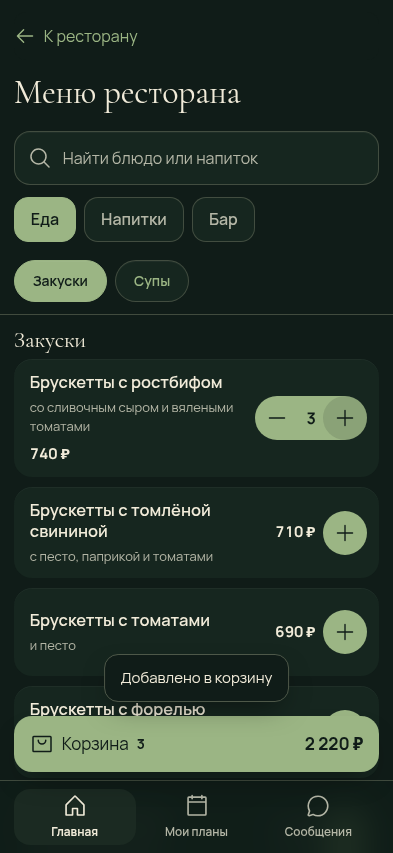 К ресторану
Меню ресторана
Найти блюдо или напиток
Еда Напитки Бар
Закуски Супы
Закуски
Брускетты с ростбифом
со сливочным сыром и вялеными
томатами
740 ₽
3
Брускетты с томлёной
свининой
с песто, паприкой и томатами
710 ₽
Брускетты с томатами
и песто
690 ₽
Добавлено в корзину
Брускетты с форелью
Корзина 3 2 220 ₽
Главная Мои планы Сообщения